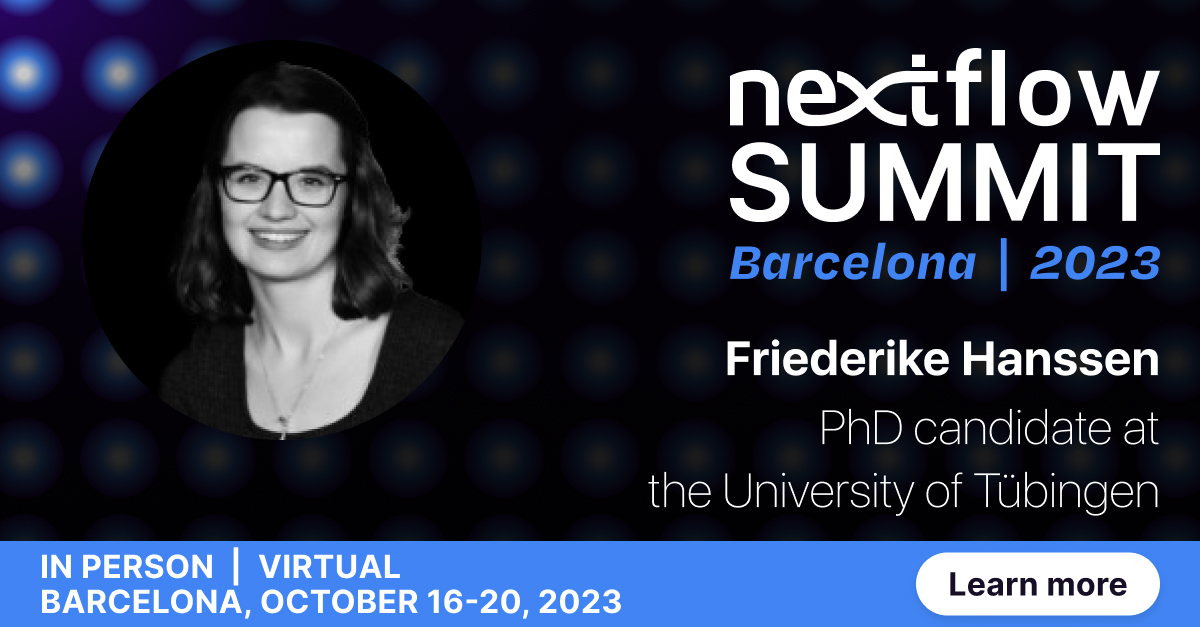 nextflow
SUMMIT
Barcelona | 2023
Friederike Hanssen
PhD candidate at
the University of Tübingen
IN PERSON | VIRTUAL
BARCELONA, OCTOBER 16-20, 2023
Learn more